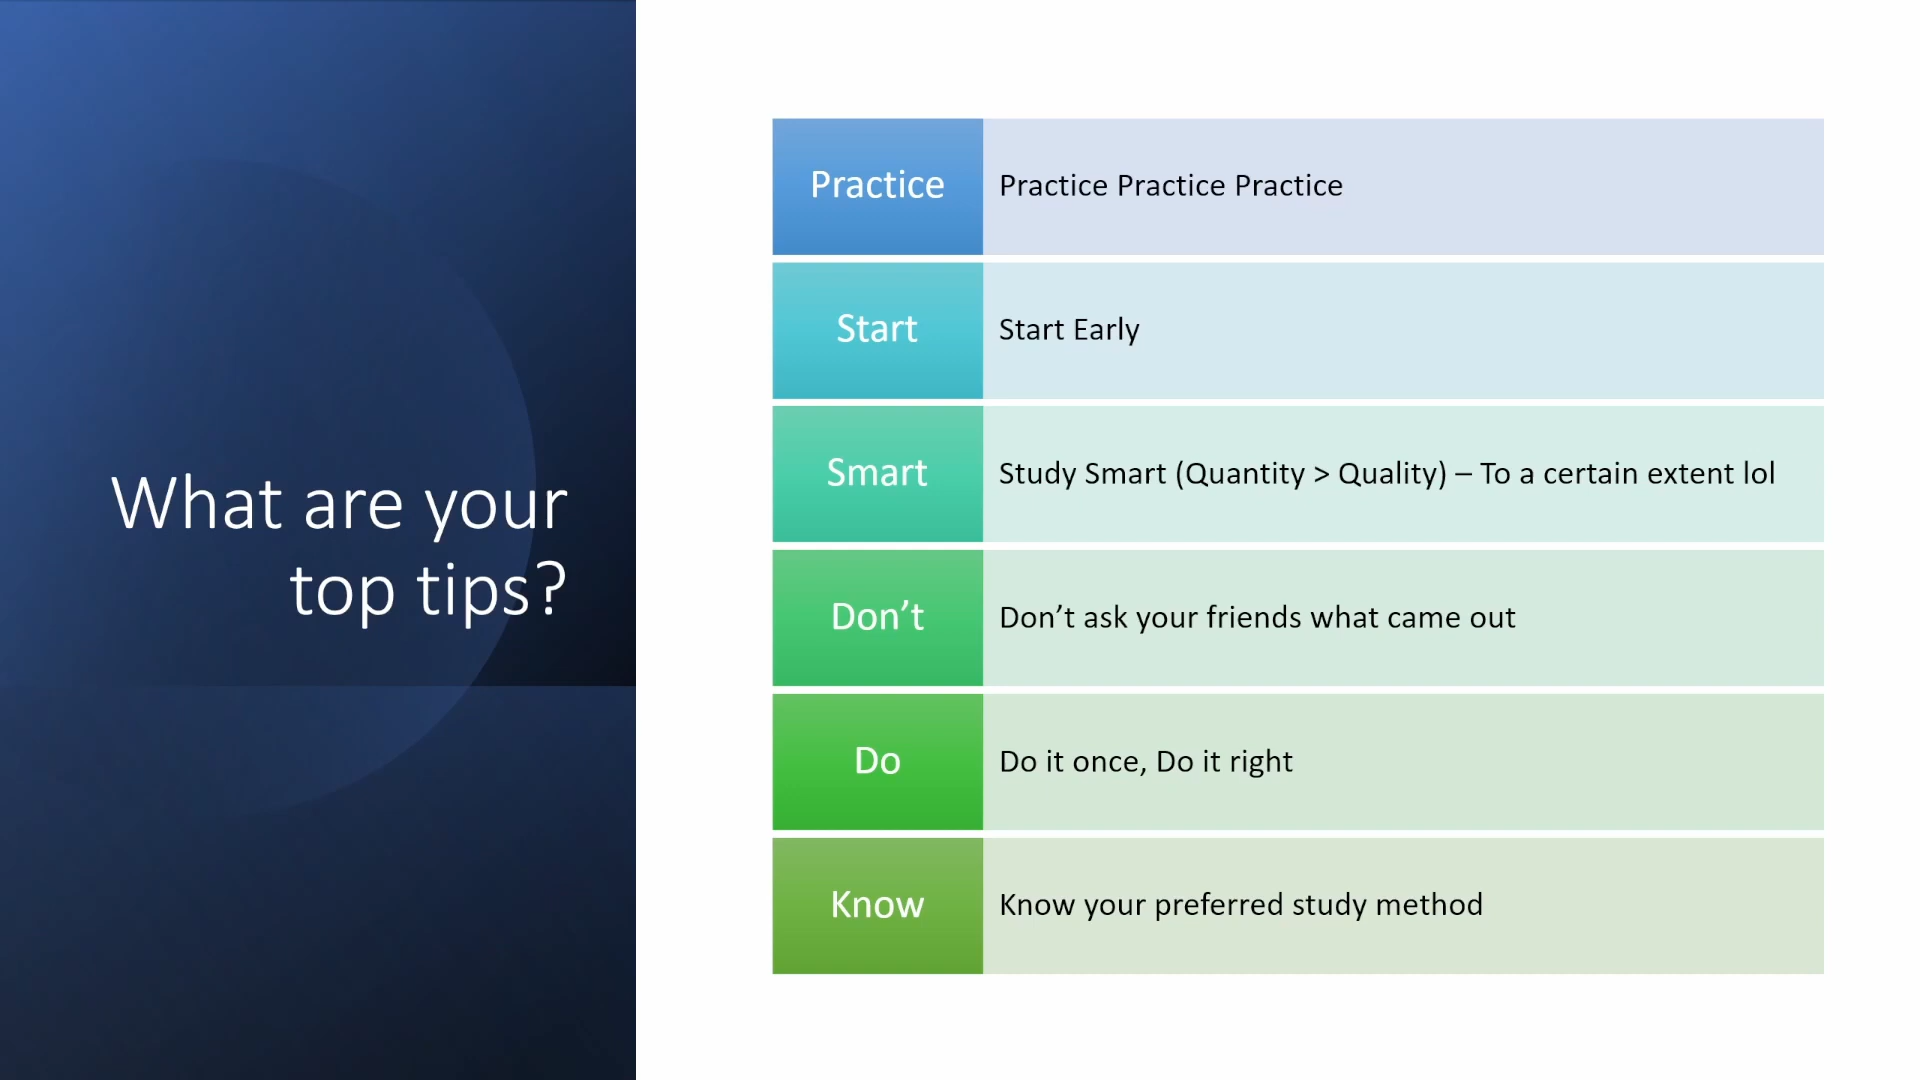 What are your
top tips?
Practice
Practice Practice Practice
Start
Start Early
Smart
Study Smart (Quantity > Quality) – To a certain extent lol
Don’t
Don’t ask your friends what came out
Do
Do it once, Do it right
Know
Know your preferred study method